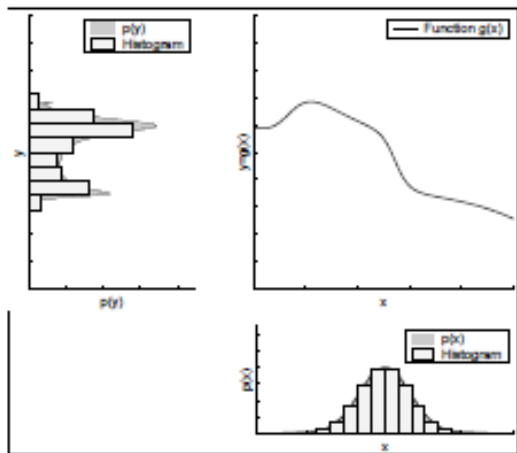 p(y)
Histogram
y
p(y)
Function g(x)
y=g(x)
x
p(x)
Histogram
p(x)
x